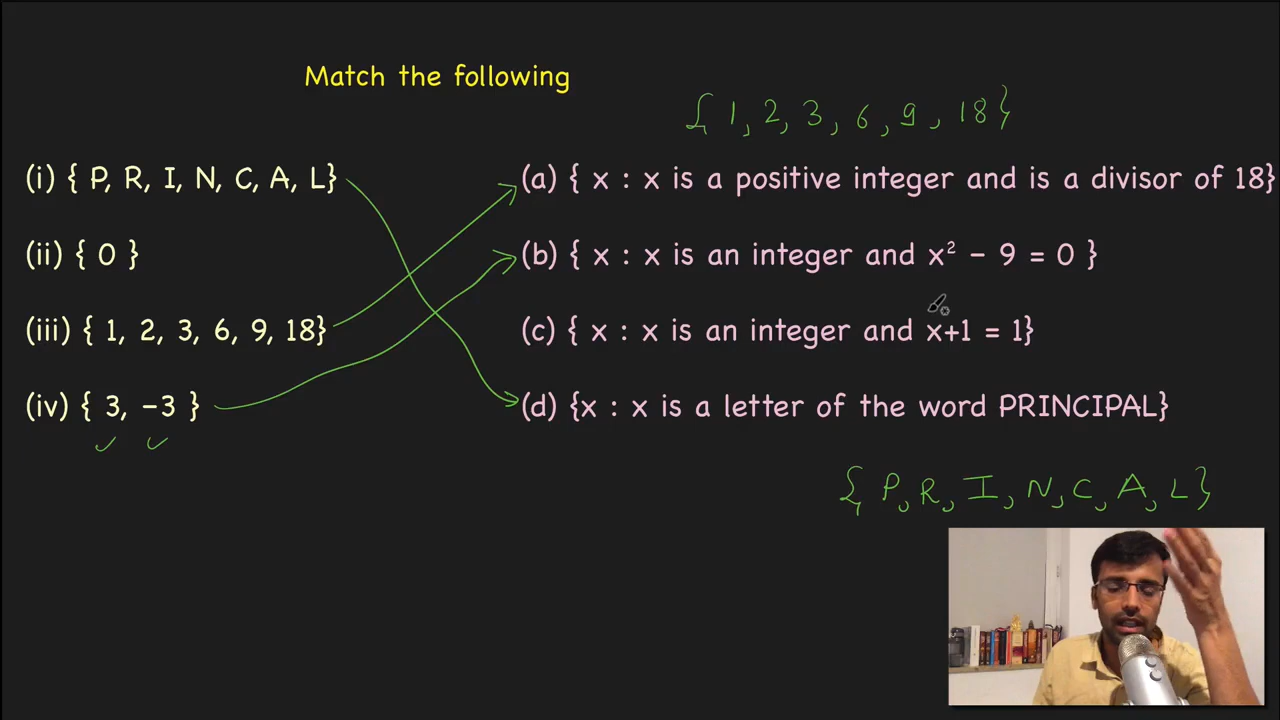 Match the following
{ 1, 2, 3, 6, 9, 18 }
(i) { P, R, I, N, C, A, L}
(a) { x : x is a positive integer and is a divisor of 18}
(ii) { 0 }
(b) { x : x is an integer and x² − 9 = 0 }
(iii) { 1, 2, 3, 6, 9, 18}
(c) { x : x is an integer and x+1 = 1}
(iv) { 3, −3 }
(d) {x : x is a letter of the word PRINCIPAL}
{ P, R, I, N, C, A, L }